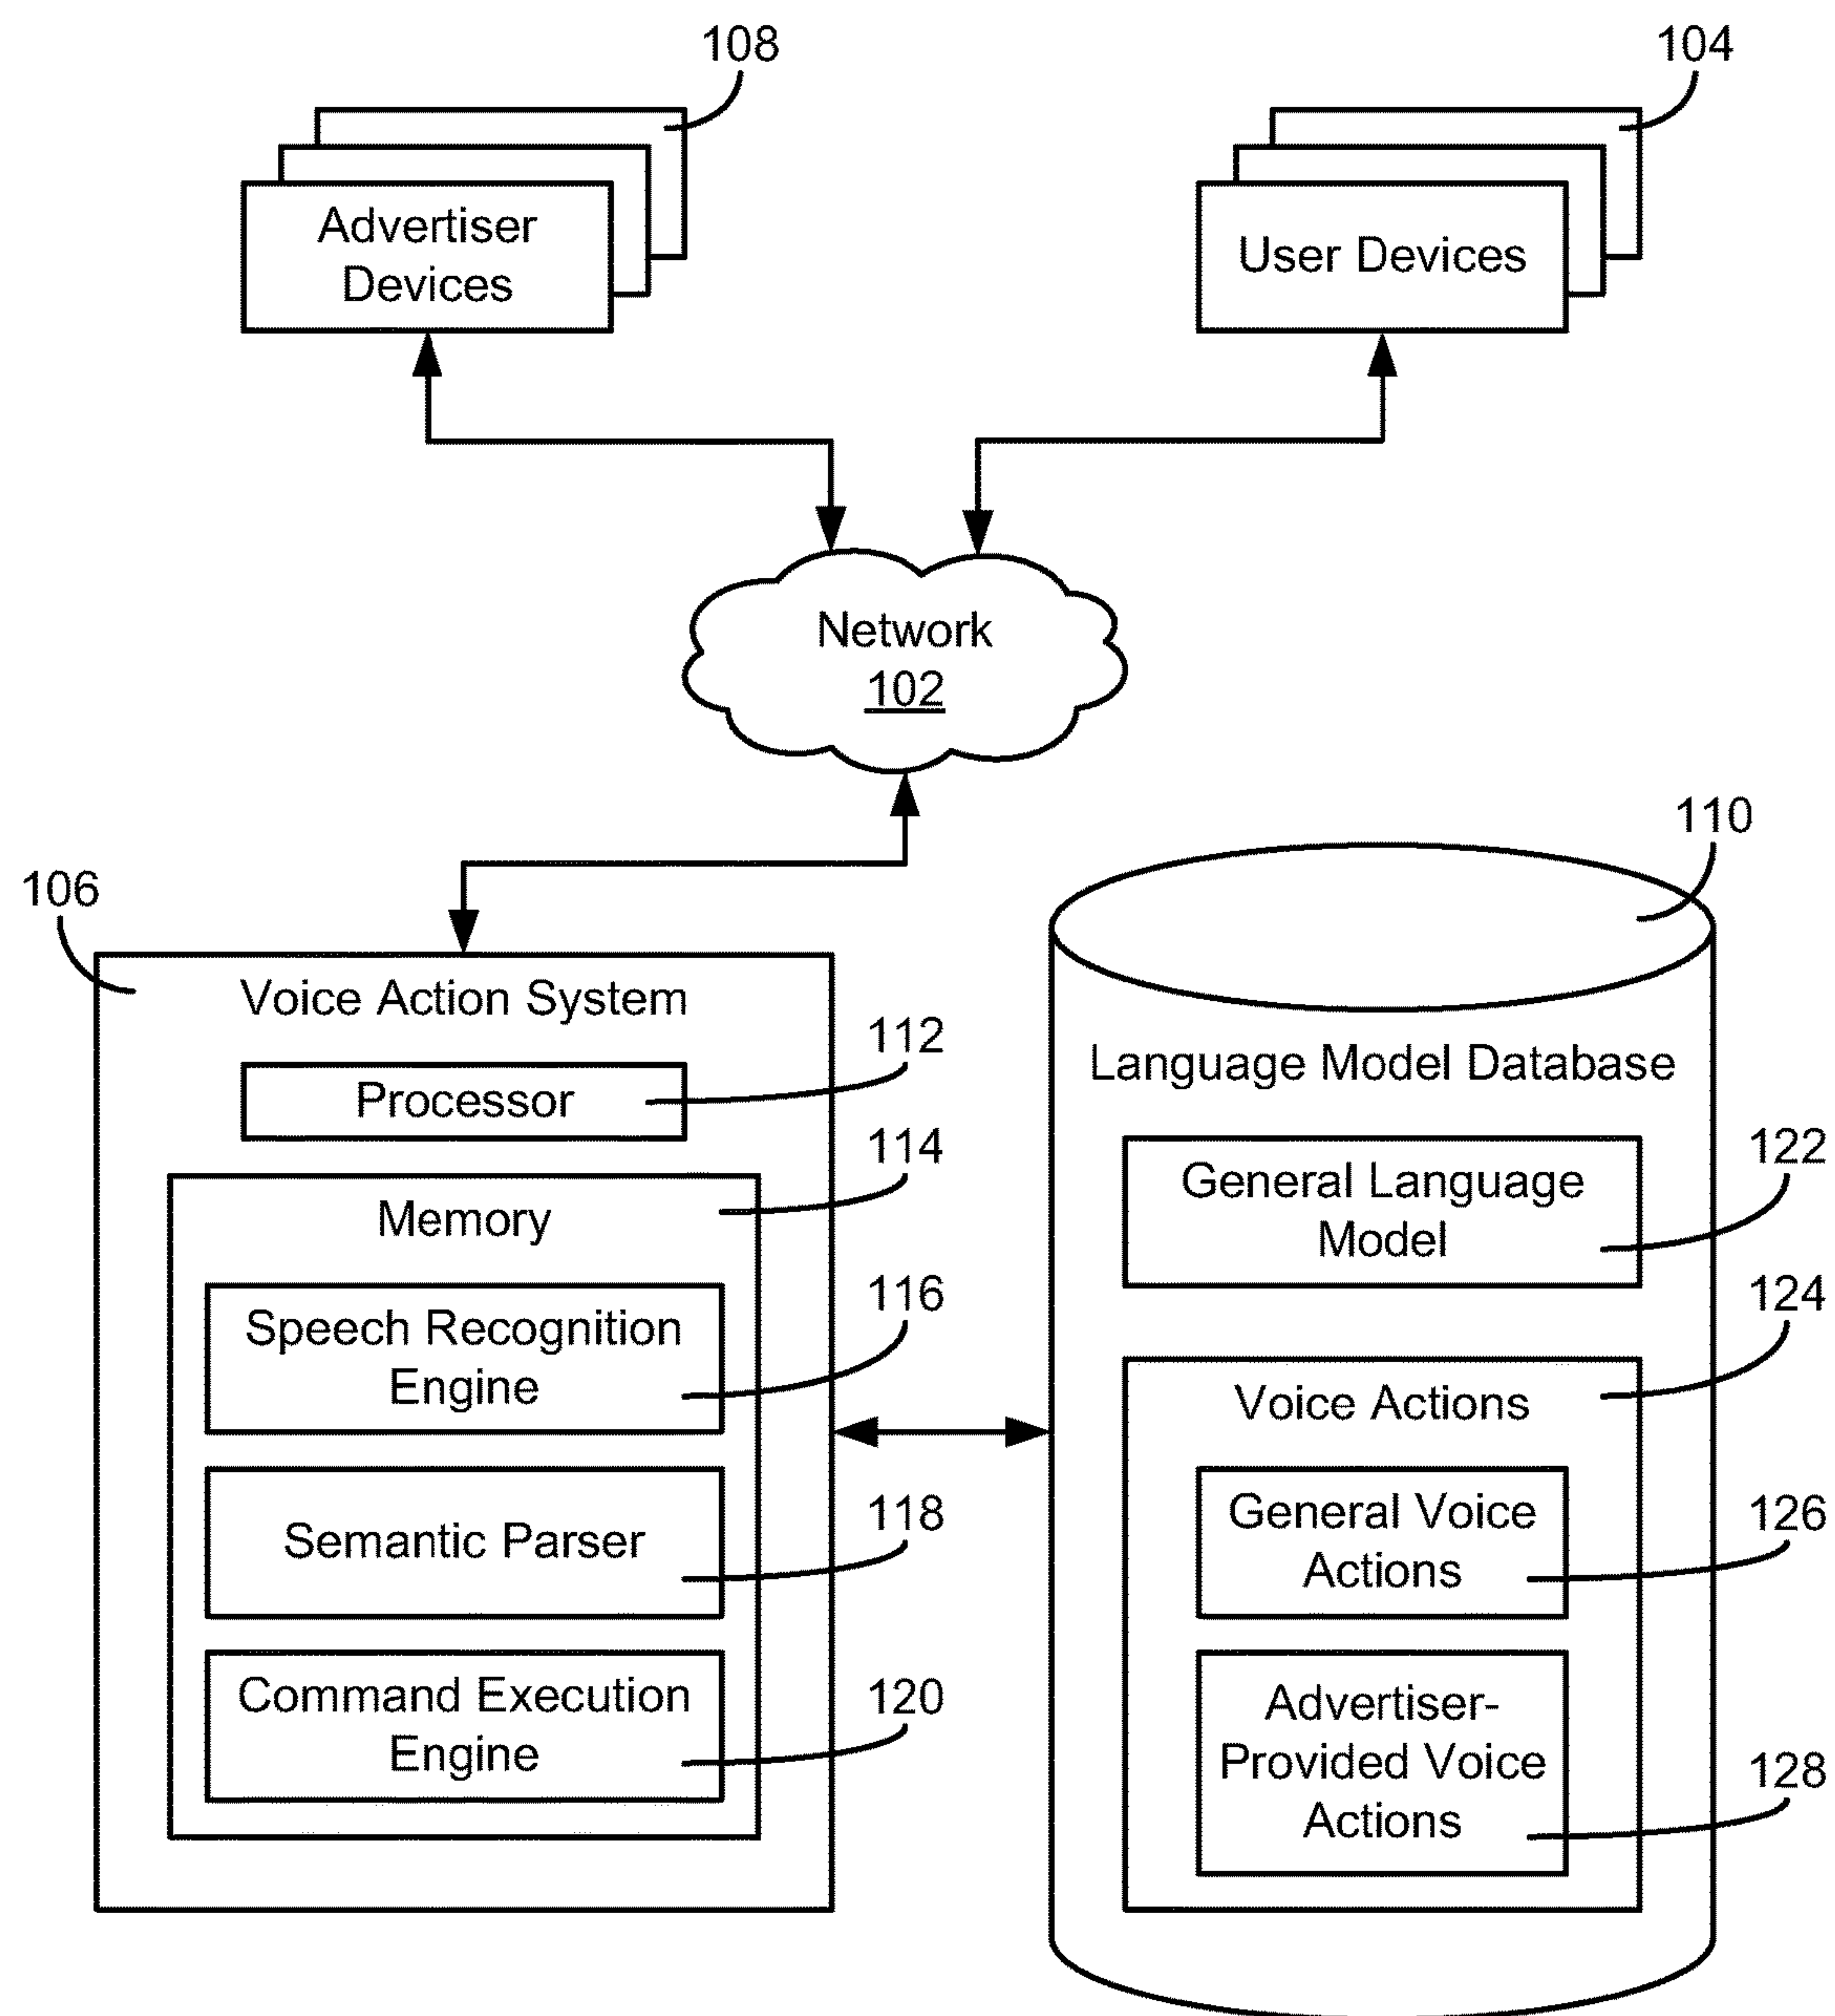 108
104
Advertiser
Devices
User Devices
Network
102
110
106
Voice Action System
112
Processor
114
Memory
116
Speech Recognition
Engine
118
Semantic Parser
120
Command Execution
Engine
Language Model Database
122
General Language
Model
124
Voice Actions
126
General Voice
Actions
128
Advertiser-
Provided Voice
Actions